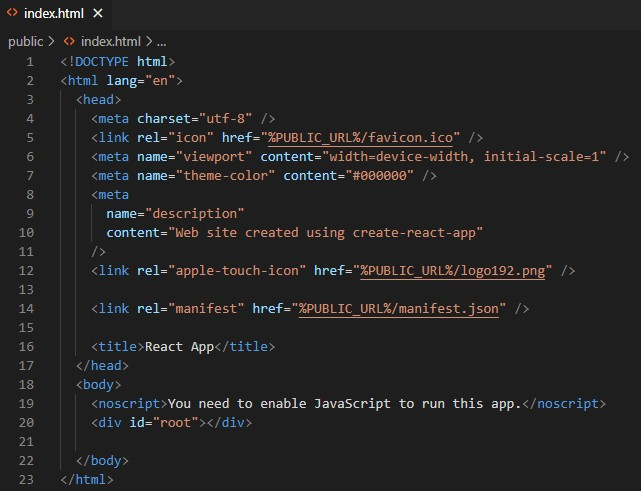 index.html
public > index.html > ...
1 <!DOCTYPE html>
2 <html lang="en">
3   <head>
4     <meta charset="utf-8" />
5     <link rel="icon" href="%PUBLIC_URL%/favicon.ico" />
6     <meta name="viewport" content="width=device-width, initial-scale=1" />
7     <meta name="theme-color" content="#000000" />
8     <meta
9       name="description"
10       content="Web site created using create-react-app"
11     />
12     <link rel="apple-touch-icon" href="%PUBLIC_URL%/logo192.png" />
13
14     <link rel="manifest" href="%PUBLIC_URL%/manifest.json" />
15
16     <title>React App</title>
17   </head>
18   <body>
19     <noscript>You need to enable JavaScript to run this app.</noscript>
20     <div id="root"></div>
21
22   </body>
23 </html>